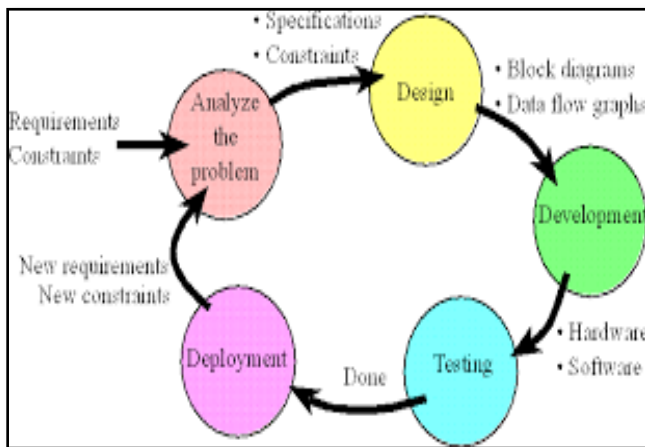 Requirements
Constraints
Analyze
the
problem
• Specifications
• Constraints
Design
• Block diagrams
• Data flow graphs
Development
• Hardware
• Software
Testing
Done
Deployment
New requirements
New constraints